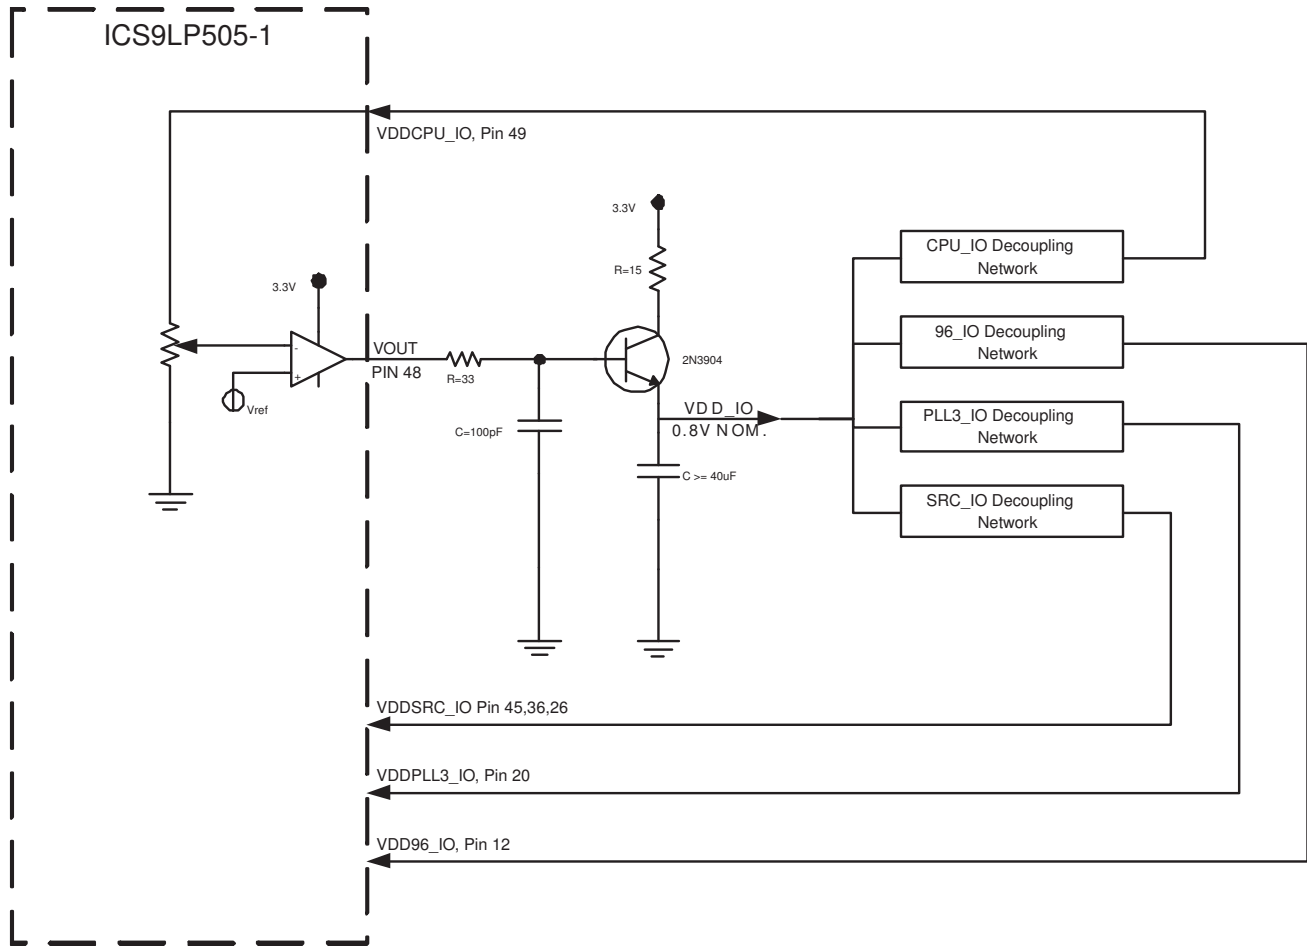 ICS9LP505-1
VDDCPU_IO, Pin 49
3.3V
R=15
CPU_IO Decoupling
Network
3.3V
96_IO Decoupling
Network
-
+
VOUT
PIN 48
R=33
2N3904
Vref
VDD_IO
0.8V NOM.
PLL3_IO Decoupling
Network
C=100pF
C >= 40uF
SRC_IO Decoupling
Network
VDDSRC_IO Pin 45,36,26
VDDPLL3_IO, Pin 20
VDD96_IO, Pin 12